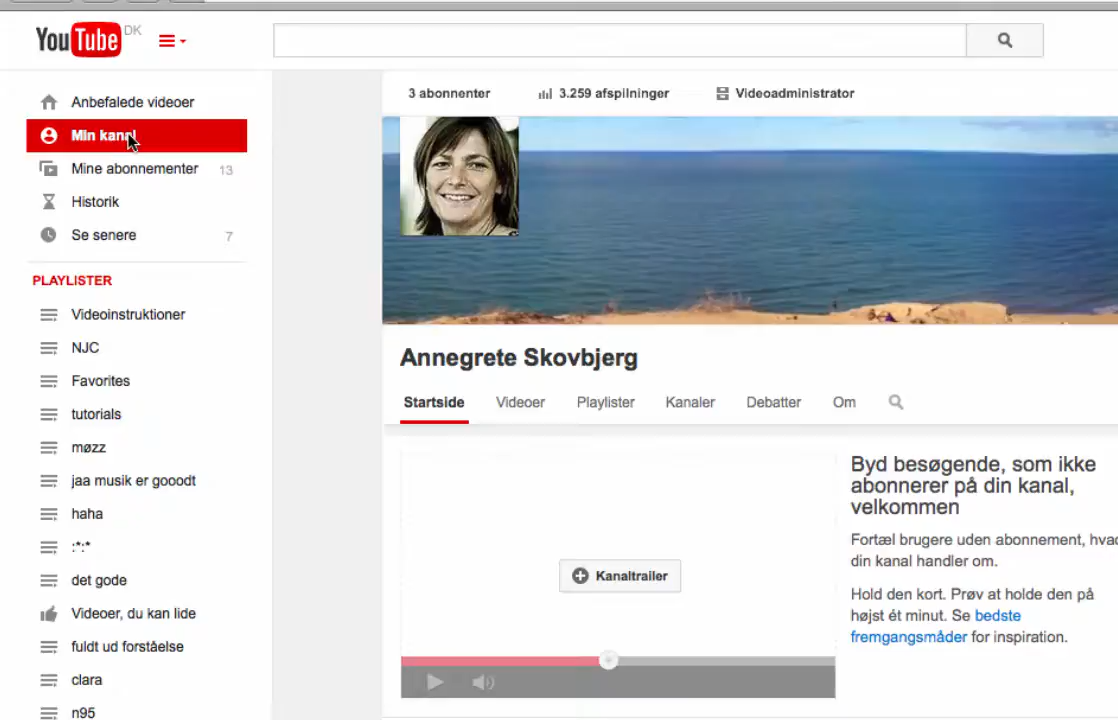 YouTube DK
3 abonnenter 3.259 afspilninger Videoadministrator
Anbefalede videoer
Min kanal
Mine abonnementer 13
Historik
Se senere 7
PLAYLISTER
Videoinstruktioner
NJC
Favorites
tutorials
møzz
jaa musik er gooodt
haha
:*:*
det gode
Videoer, du kan lide
fuldt ud forståelse
clara
n95
Annegrete Skovbjerg
Startside Videoer Playlister Kanaler Debatter Om
Kanaltrailer
Byd besøgende, som ikke
abonnerer på din kanal,
velkommen
Fortæl brugere uden abonnement, hvad
din kanal handler om.
Hold den kort. Prøv at holde den på
højst ét minut. Se bedste
fremgangsmåder for inspiration.